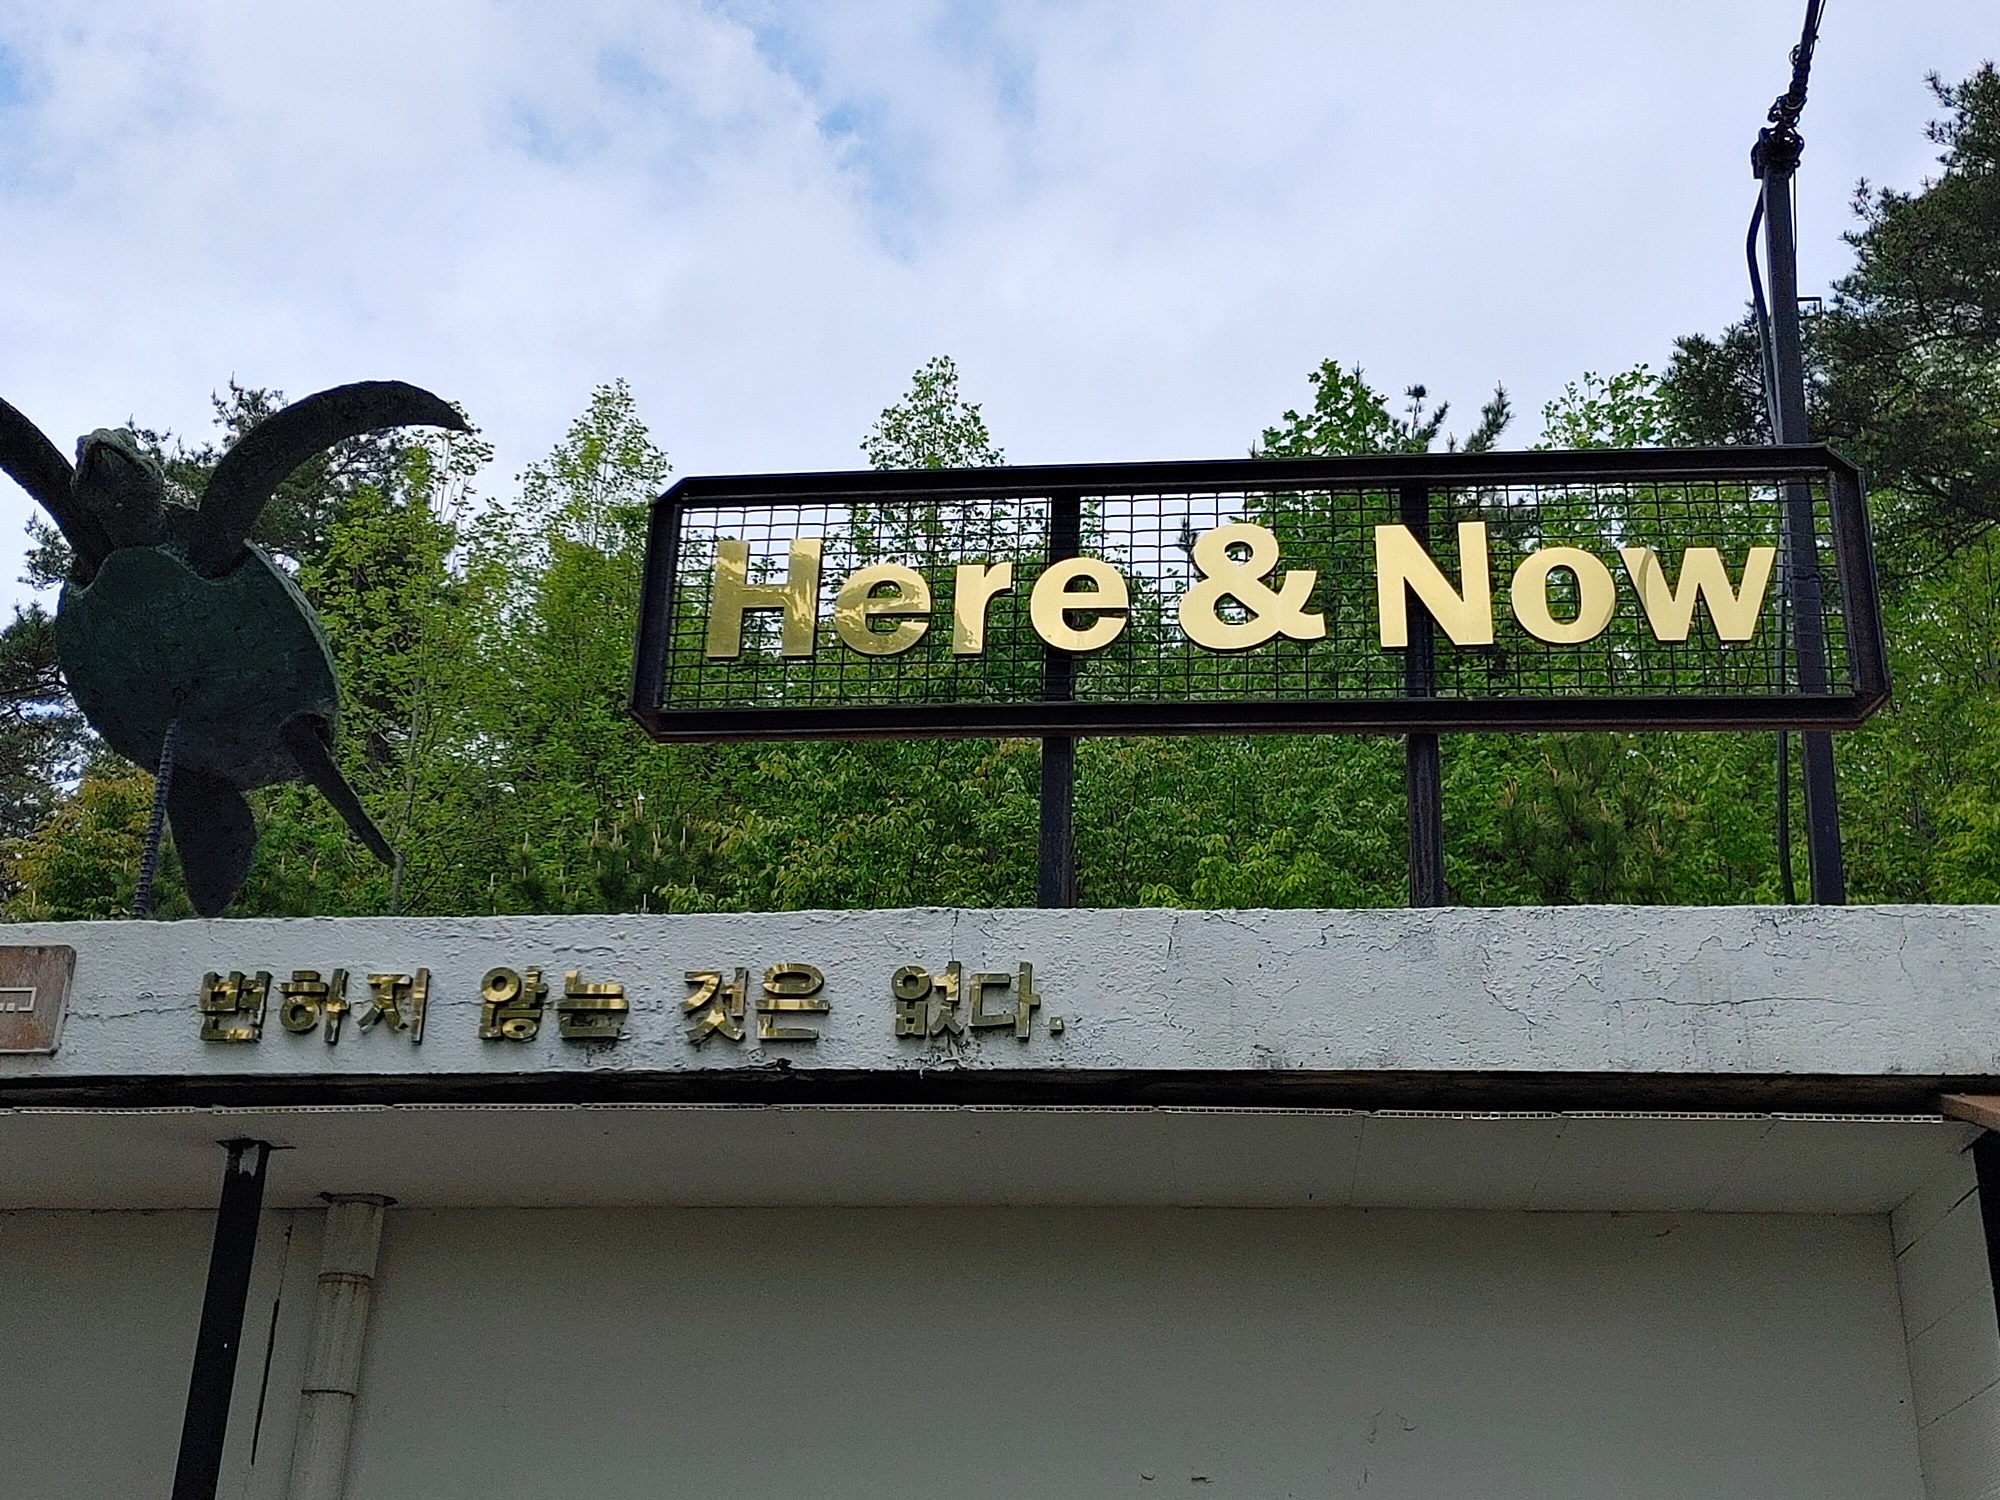 Here & Now
변하지 않는 것은 없다.